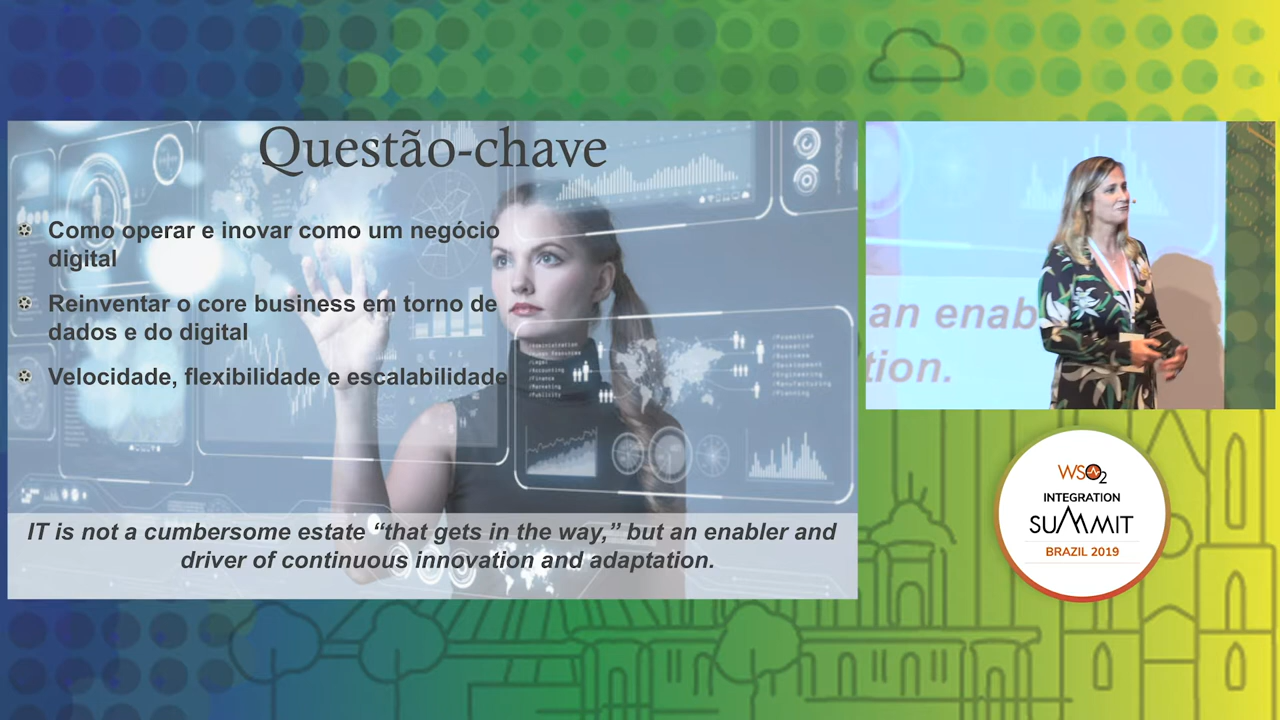 Questão-chave
Como operar e inovar como um negócio
digital
Reinventar o core business em torno de
dados e do digital
Velocidade, flexibilidade e escalabilidade
IT is not a cumbersome estate “that gets in the way,” but an enabler and
driver of continuous innovation and adaptation.
an enab
tion.
WSO2
INTEGRATION
SUMMIT
BRAZIL 2019